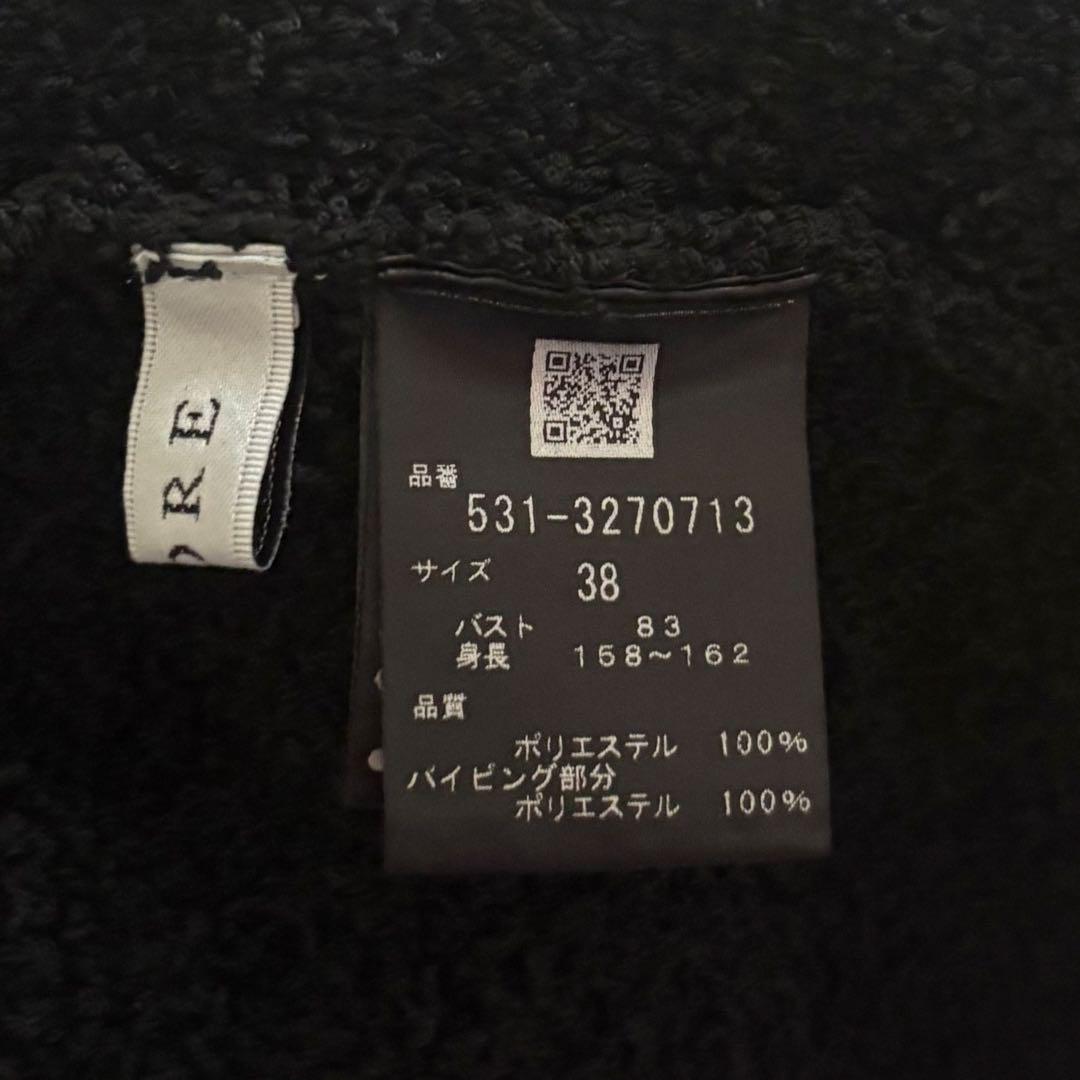 ORE
品番
531-3270713
サイズ 38
バスト 83
身長 158~162
品質
ポリエステル 100%
パイピング部分
ポリエステル 100%